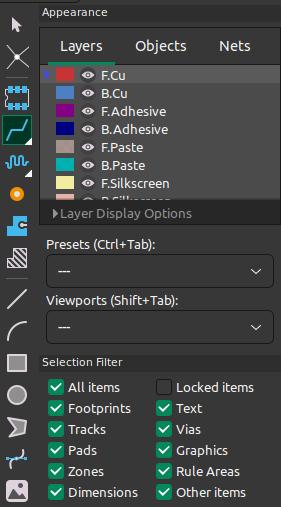 Appearance
Layers Objects Nets
F.Cu
B.Cu
F.Adhesive
B.Adhesive
F.Paste
B.Paste
F.Silkscreen
B.Silkscreen
Layer Display Options
Presets (Ctrl+Tab):
---
Viewports (Shift+Tab):
---
Selection Filter
All items Locked items
Footprints Text
Tracks Vias
Pads Graphics
Zones Rule Areas
Dimensions Other items